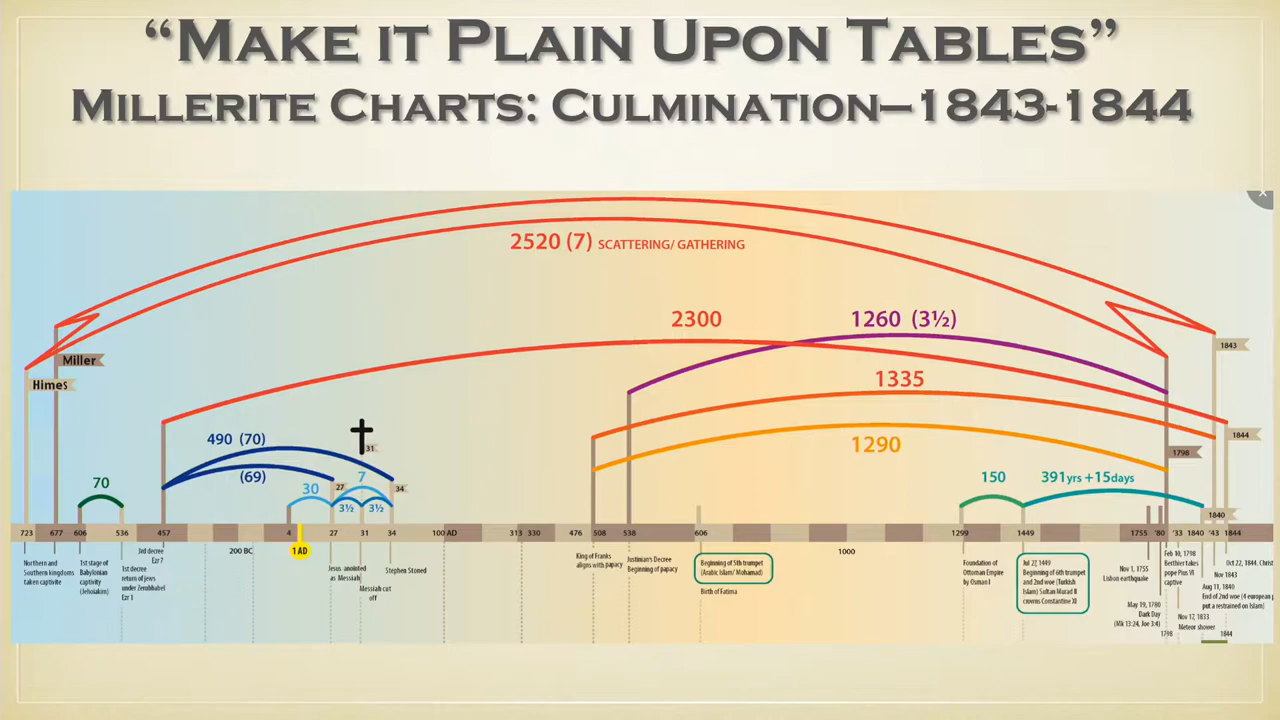 “Make it Plain Upon Tables”
Millerite Charts: Culmination—1843-1844
2520 (7) SCATTERING/ GATHERING
2300
1260 (3½)
1843
Miller
Himes
1335
490 (70)
31
1844
1290
1798
(69)
70
30
27
7
34
150
391yrs +15days
3½
3½
1840
723
677
606
536
457
4
27
31
34
100 AD
313
330
476
508
538
606
1299
1449
1755
'80
'33
1840
'43
1844
200 BC
1 AD
1000
Northern and
Southern kingdoms
taken captivity
1st stage of
Babylonian
captivity
(Jehoiakim)
1st decree
return of jews
under Zerubbabel
Ezr 1
3rd decree
Ezr 7
Jesus anointed
as Messiah
Messiah cut
off
Stephen Stoned
King of Franks
aligns with papacy
Justinian's Decree
Beginning of papacy
Beginning of 5th trumpet
(Arabic Islam/ Mohamad)
Birth of Fatima
Foundation of
Ottoman Empire
by Osman I
Jul 27, 1449
Beginning of 6th trumpet
and 2nd woe (Turkish
Islam) Sultan Murad II
crowns Constantine XI
Nov 1, 1755
Lisbon earthquake
May 19, 1780
Dark Day
(Mk 13:24, Joe 3:4)
Feb 10, 1798
Berthier takes
pope Pius VI
captive
Nov 17, 1833
Meteor shower
1798
Oct 22, 1844. Christ
Nov 1843
Aug 11, 1840
End of 2nd woe (4 european
put a restrained on Islam)
1844